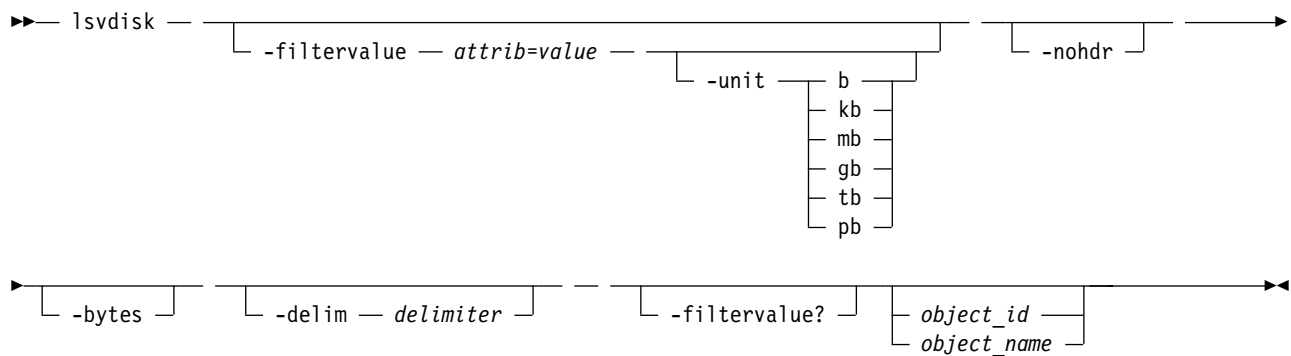 lsvdisk
-filtervalue attrib=value
-nohdr
-unit b
kb
mb
gb
tb
pb
-bytes -delim delimiter -filtervalue? object_id
object_name